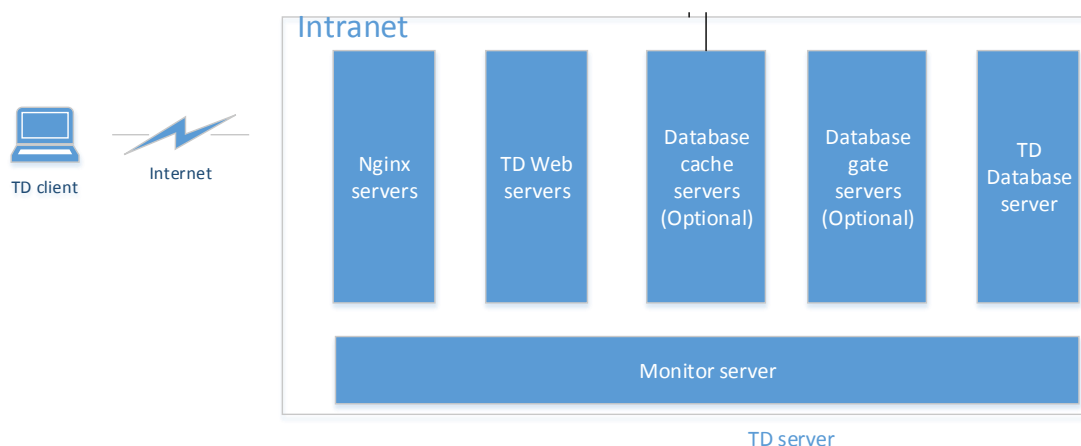 Intranet
TD client
Internet
Nginx
servers
TD Web
servers
Database
cache
servers
(Optional)
Database
gate
servers
(Optional)
TD
Database
server
Monitor server
TD server